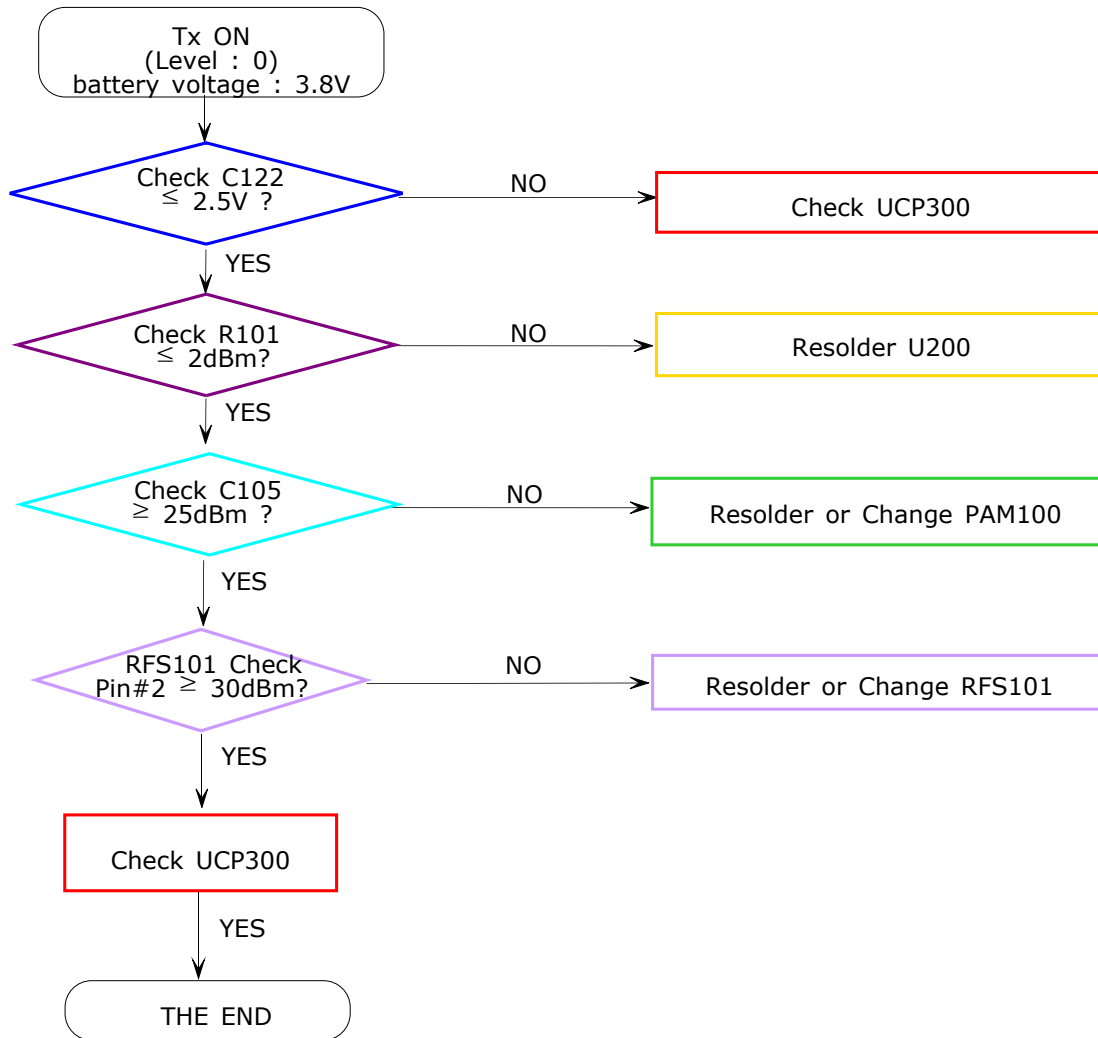 Tx ON
(Level : 0)
battery voltage : 3.8V
Check C122
≤ 2.5V ?
NO
Check UCP300
YES
Check R101
≤ 2dBm?
NO
Resolder U200
YES
Check C105
≥ 25dBm ?
NO
Resolder or Change PAM100
YES
RFS101 Check
Pin#2 ≥ 30dBm?
NO
Resolder or Change RFS101
YES
Check UCP300
YES
THE END